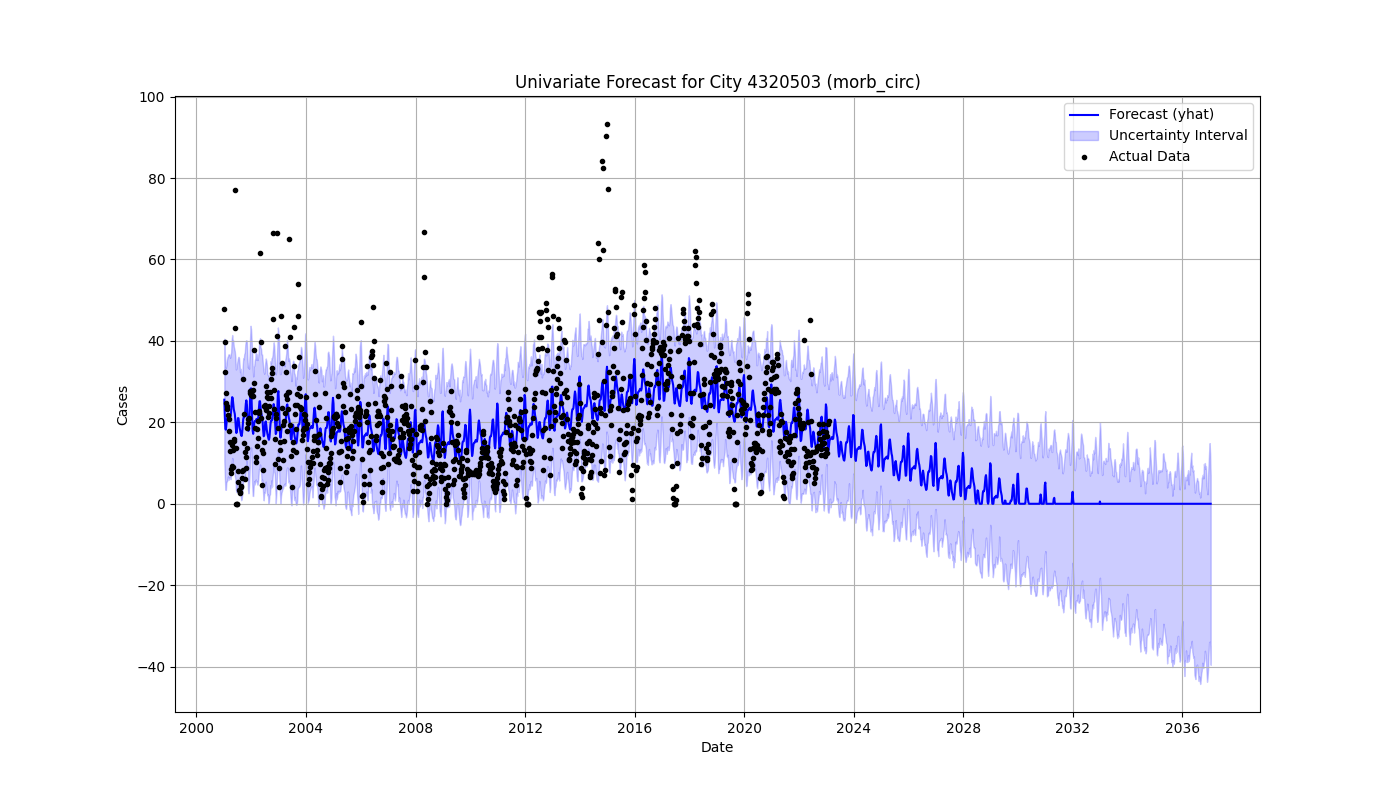 Univariate Forecast for City 4320503 (morb_circ)
Forecast (yhat)
Uncertainty Interval
Actual Data
Cases
100
80
60
40
20
0
−20
−40
2000 2004 2008 2012 2016 2020 2024 2028 2032 2036
Date